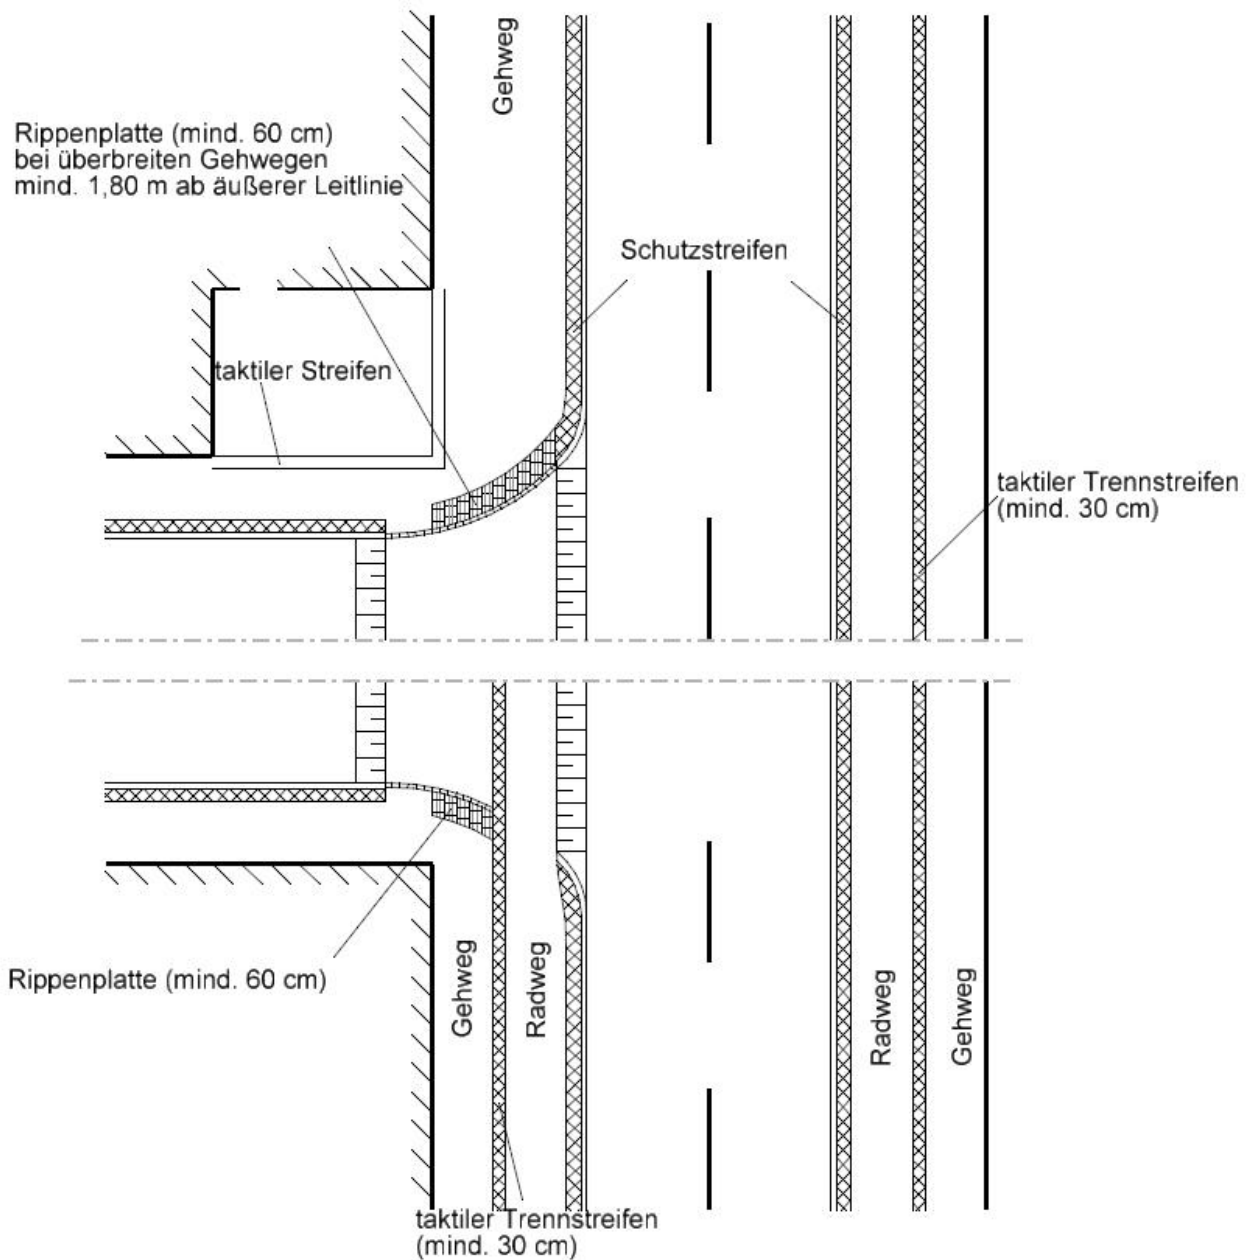 Gehweg
Rippenplatte (mind. 60 cm)
bei überbreiten Gehwegen
mind. 1,80 m ab äußerer Leitlinie
Schutzstreifen
taktiler Streifen
taktiler Trennstreifen
(mind. 30 cm)
Rippenplatte (mind. 60 cm)
Gehweg
Radweg
Radweg
Gehweg
taktiler Trennstreifen
(mind. 30 cm)